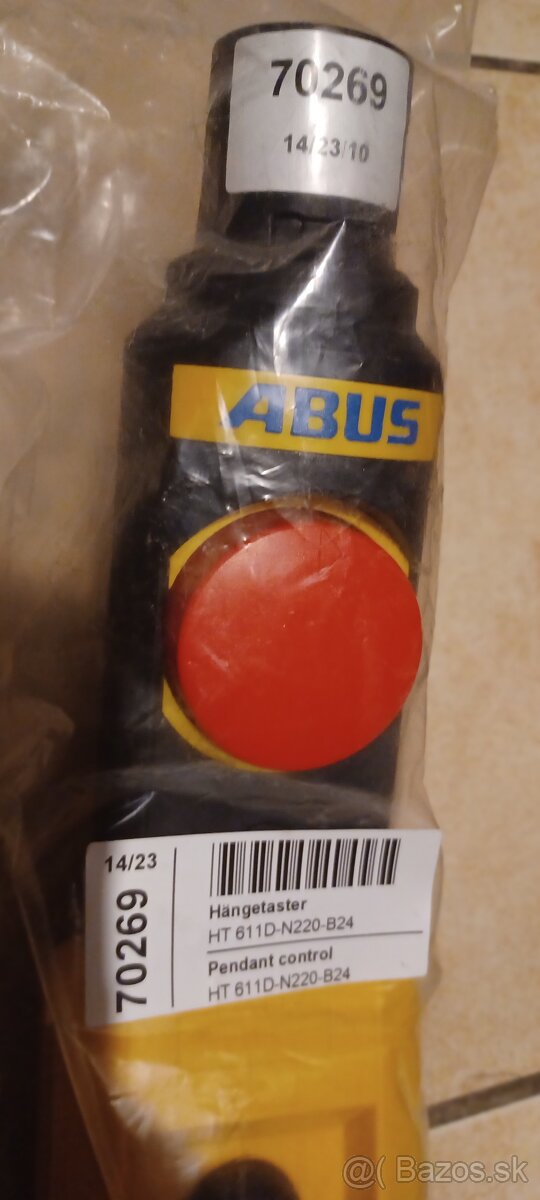 70269
14/23/10
ABUS
14/23
70269
Hängetaster
HT 611D-N220-B24
Pendant control
HT 611D-N220-B24
@( Bazos.sk